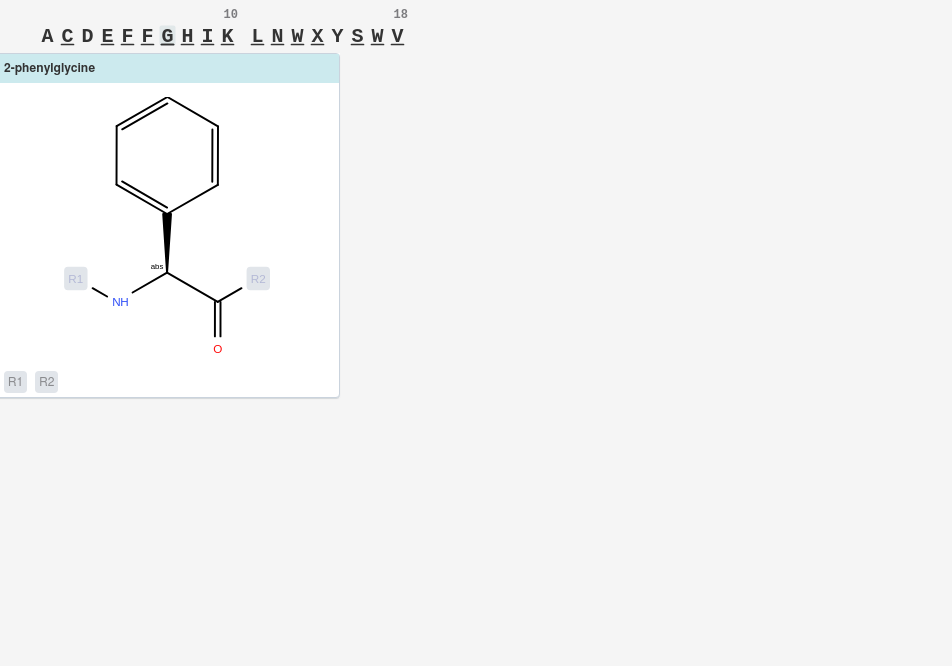 10 18
A C D E F F G H I K L N W X Y S W V
2-phenylglycine
abs
R1 R2
NH
O
R1 R2